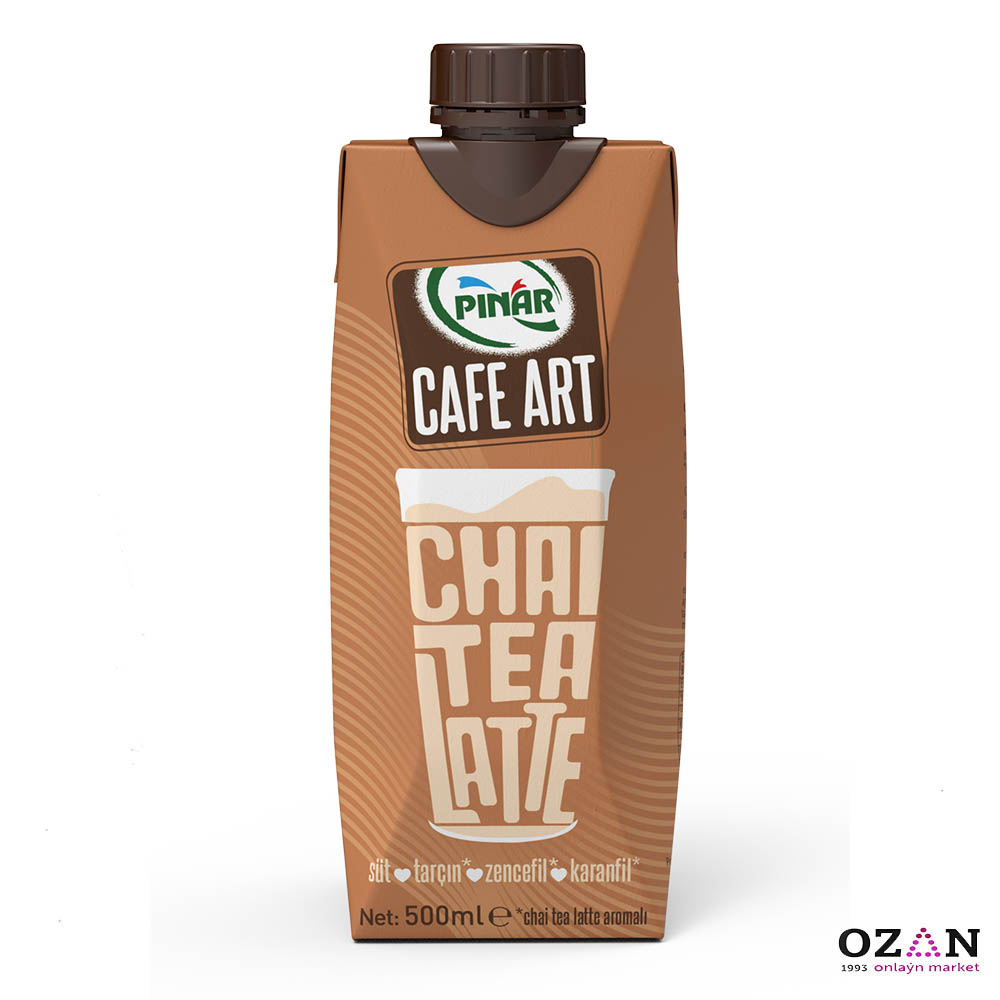 PINAR
CAFE ART
CHAI
TEA
LATTE
süt tarçın* zencefil* karanfil*
Net: 500ml e *chai tea latte aromalı
OZAN
1993 onlaýn market